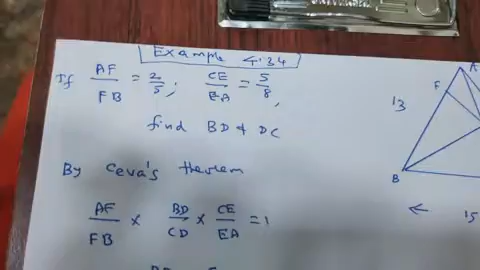 Example 4.34
If AF/FB = 2/5; CE/EA = 5/8,
find BD & DC
By Ceva's theorem
AF/FB × BD/CD × CE/EA = 1
A
F
13
B
← 15